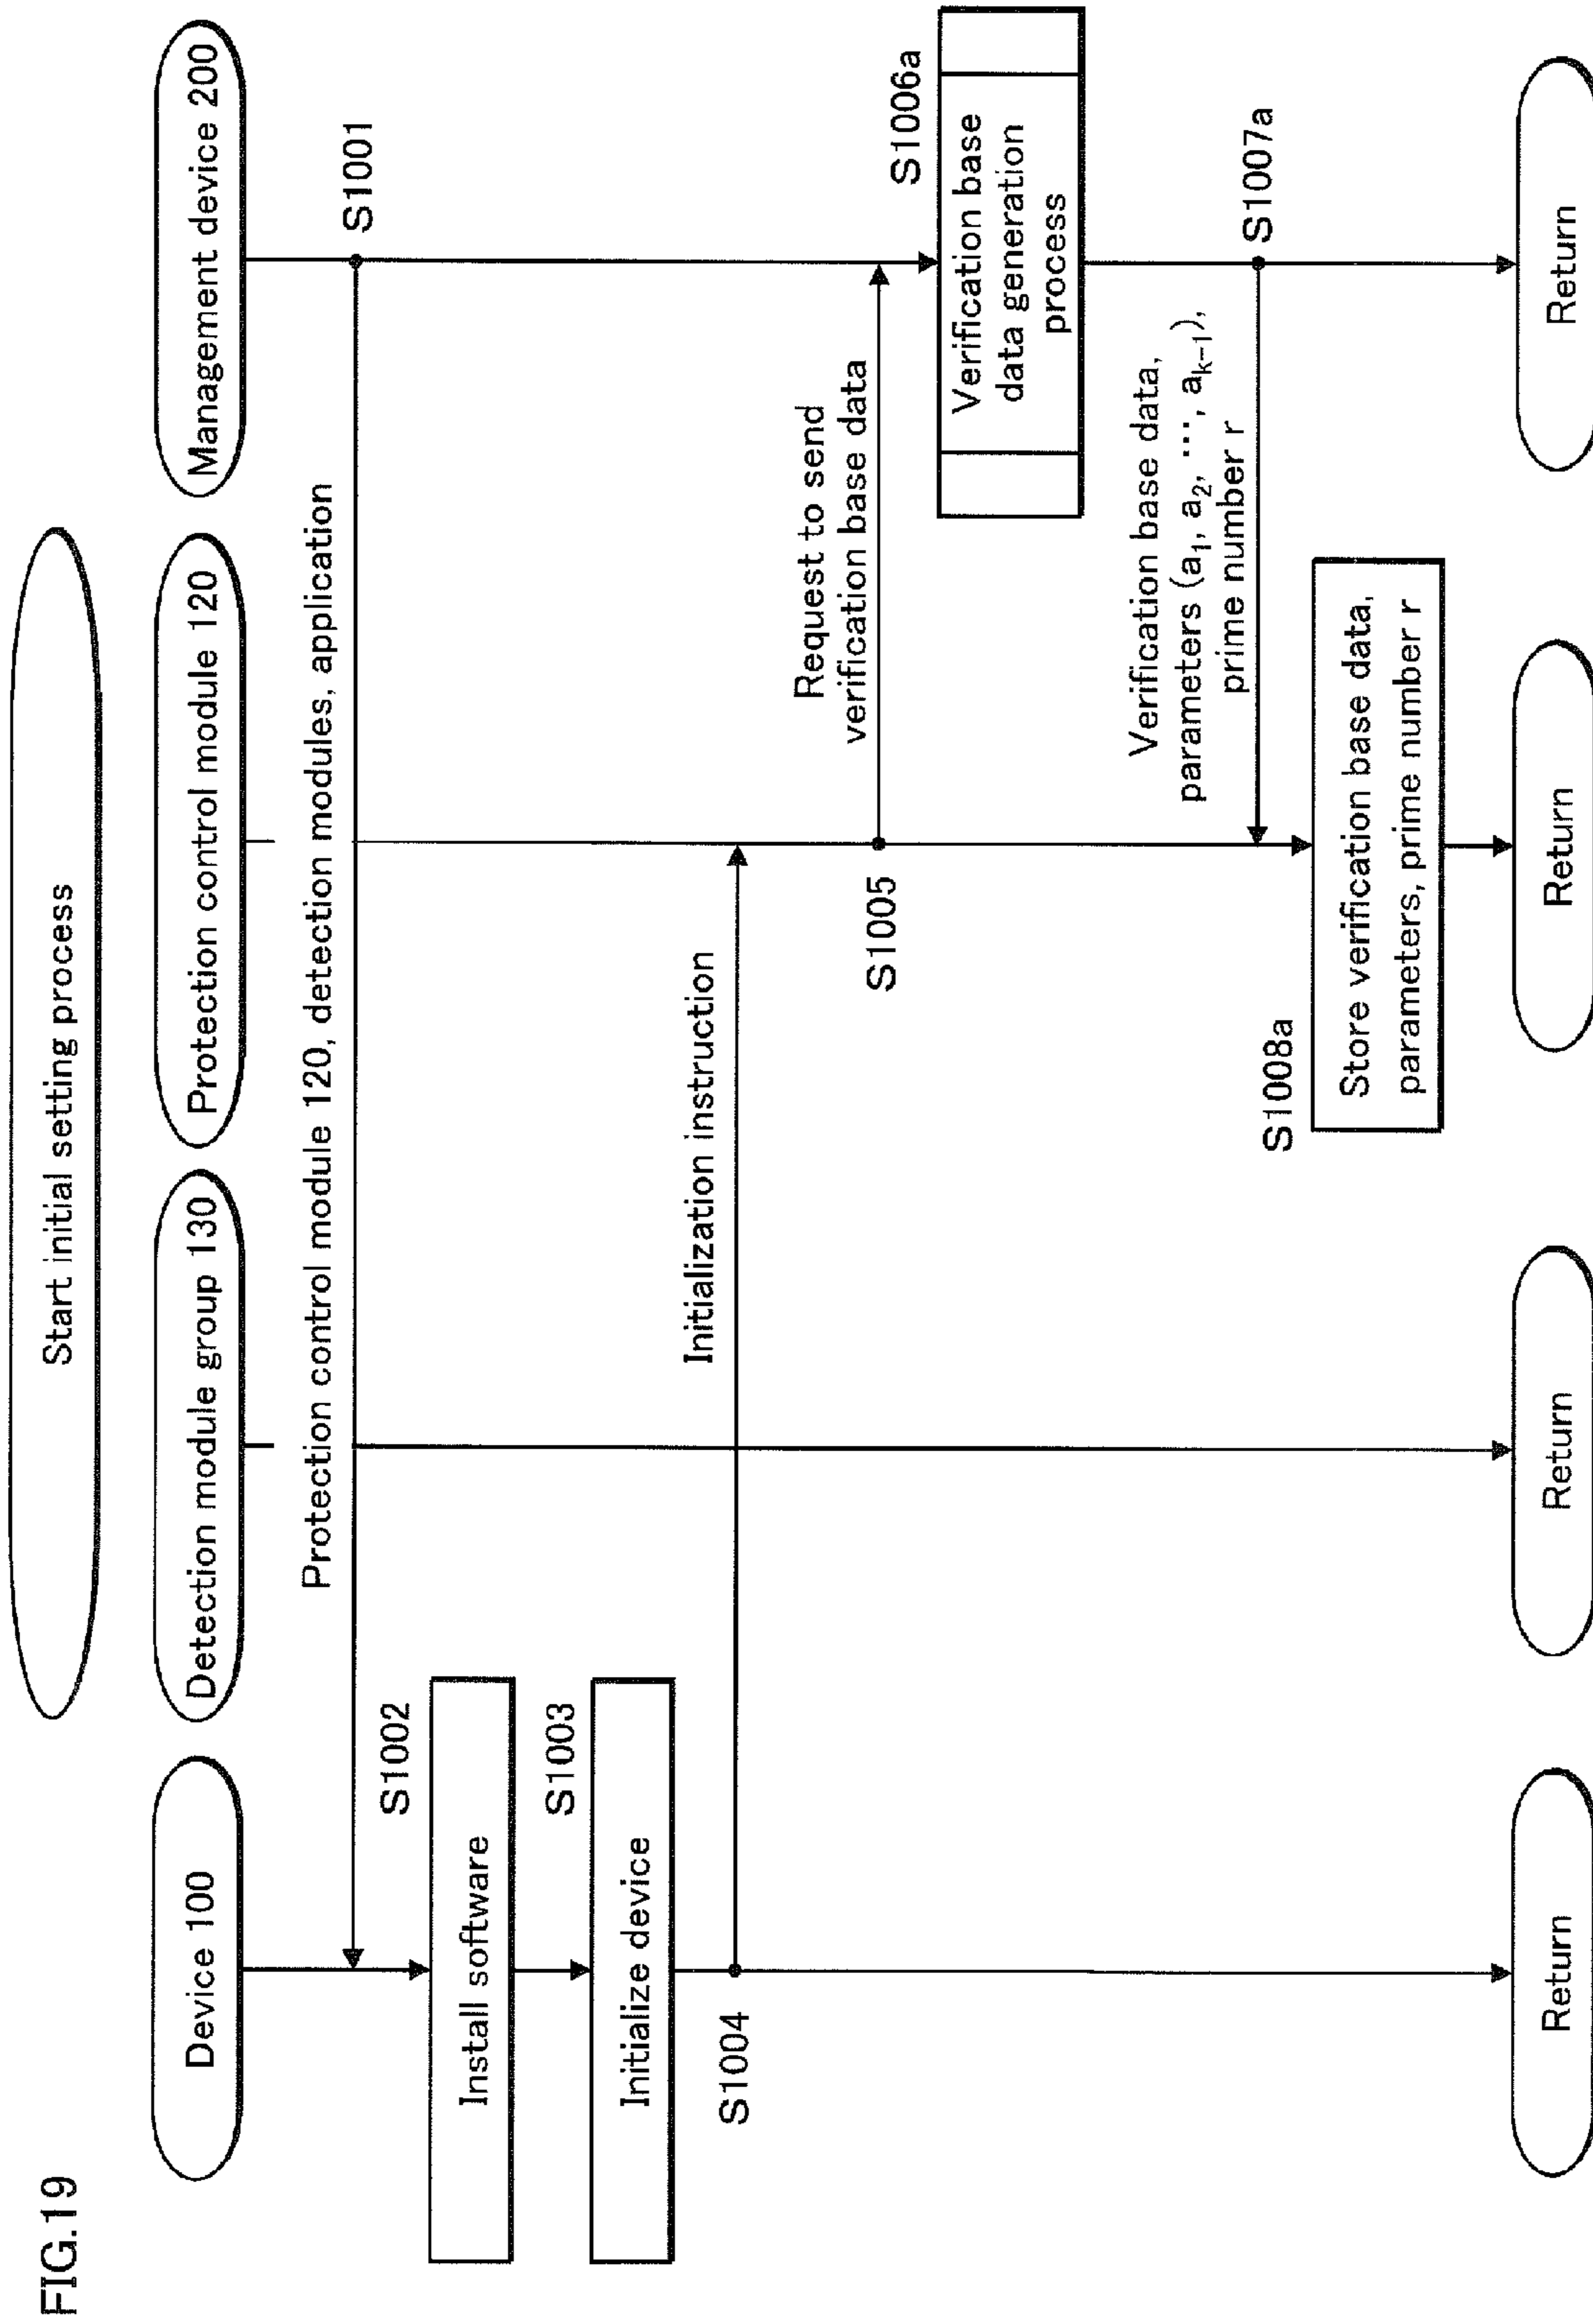 FIG.19
Start initial setting process
Device 100
Detection module group 130
Protection control module 120
Management device 200
Protection control module 120, detection modules, application
S1001
S1002
Install software
S1003
Initialize device
S1004
Initialization instruction
S1005
Request to send
verification base data
S1006a
Verification base
data generation
process
Verification base data,
parameters (a₁, a₂, ⋯, aₖ₋₁),
prime number r
S1007a
S1008a
Store verification base data,
parameters, prime number r
Return
Return
Return
Return